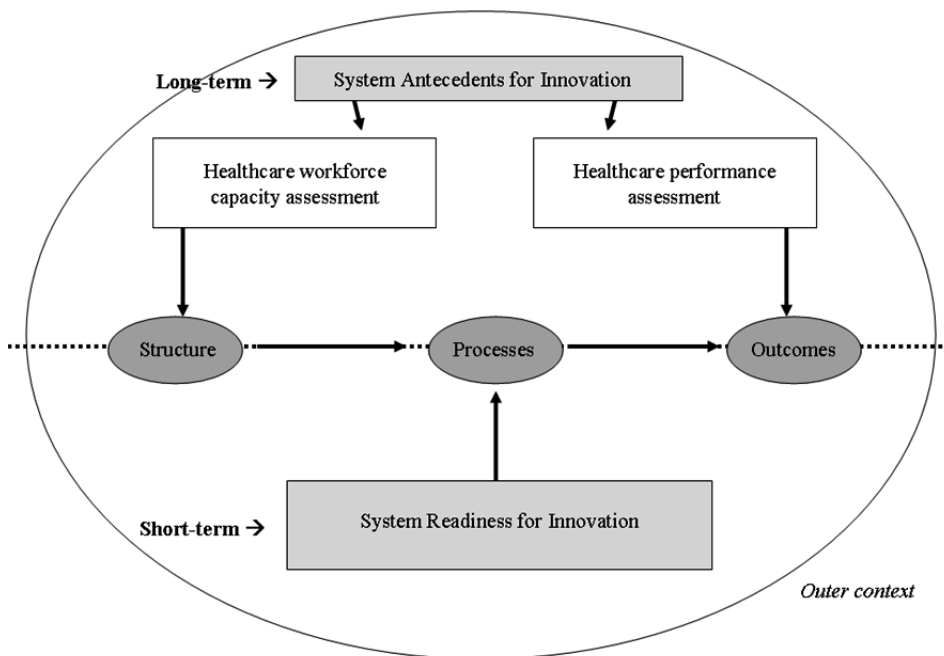 Long-term →
System Antecedents for Innovation
Healthcare workforce
capacity assessment
Healthcare performance
assessment
Structure
Processes
Outcomes
Short-term →
System Readiness for Innovation
Outer context